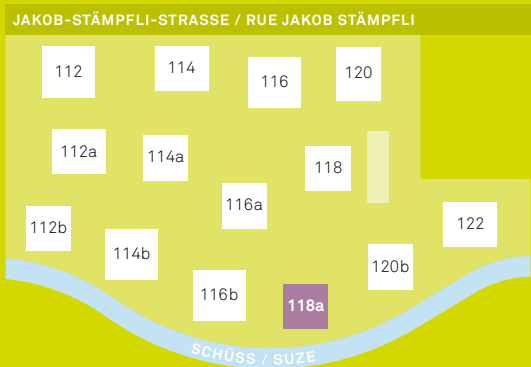 JAKOB-STÄMPFLI-STRASSE / RUE JAKOB STÄMPFLI
112
114
116
120
112a
114a
118
116a
112b
114b
122
120b
116b
118a
SCHÜSS / SUZE